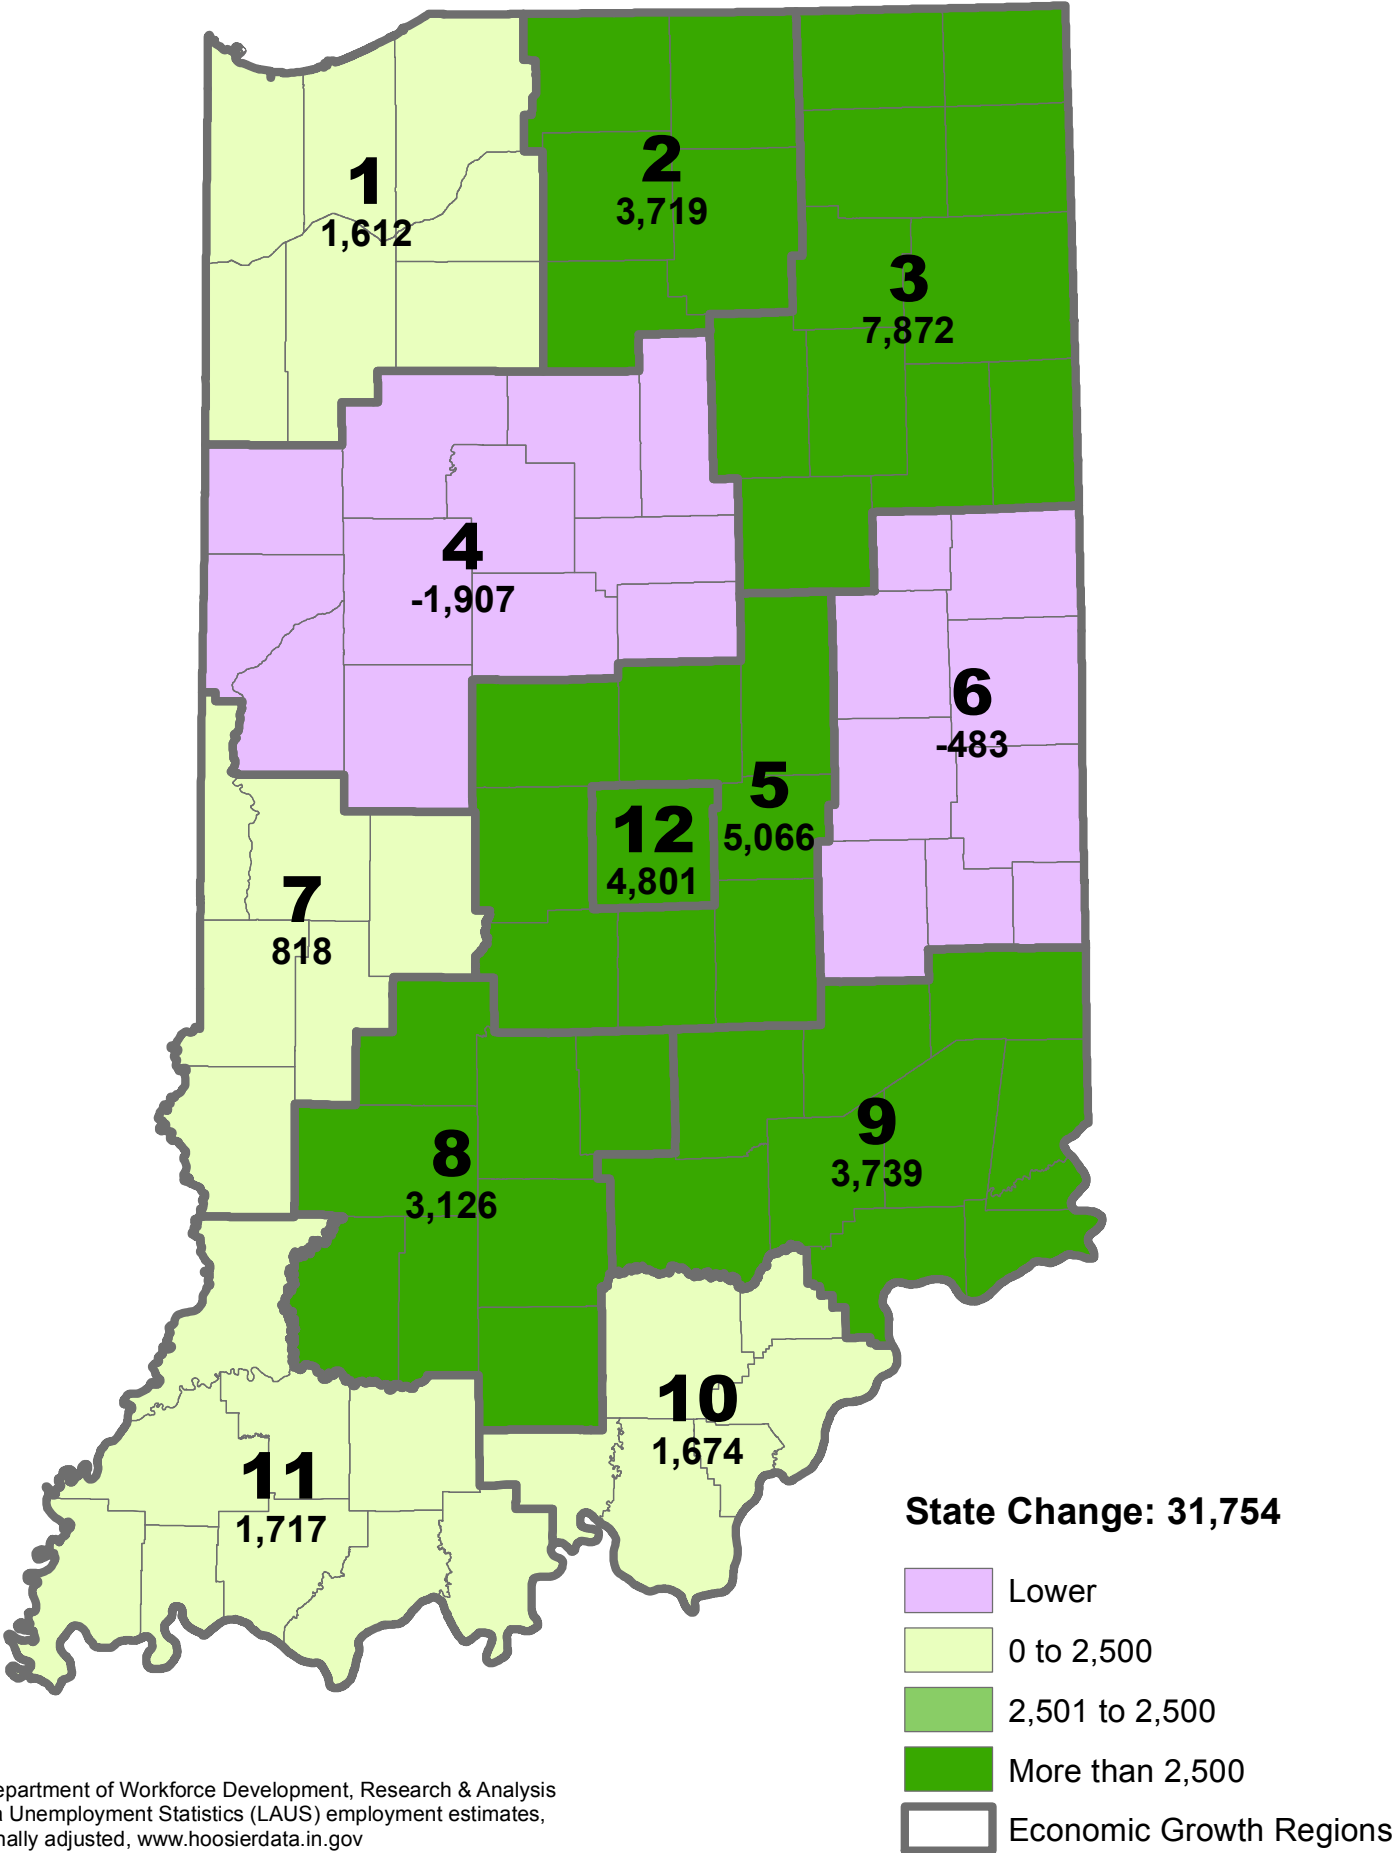 1
1,612
2
3,719
3
7,872
4
-1,907
6
-483
5
5,066
12
4,801
7
818
8
3,126
9
3,739
10
1,674
11
1,717
State Change: 31,754
Lower
0 to 2,500
2,501 to 2,500
More than 2,500
Economic Growth Regions
epartment of Workforce Development, Research & Analysis
Unemployment Statistics (LAUS) employment estimates,
nally adjusted, www.hoosierdata.in.gov